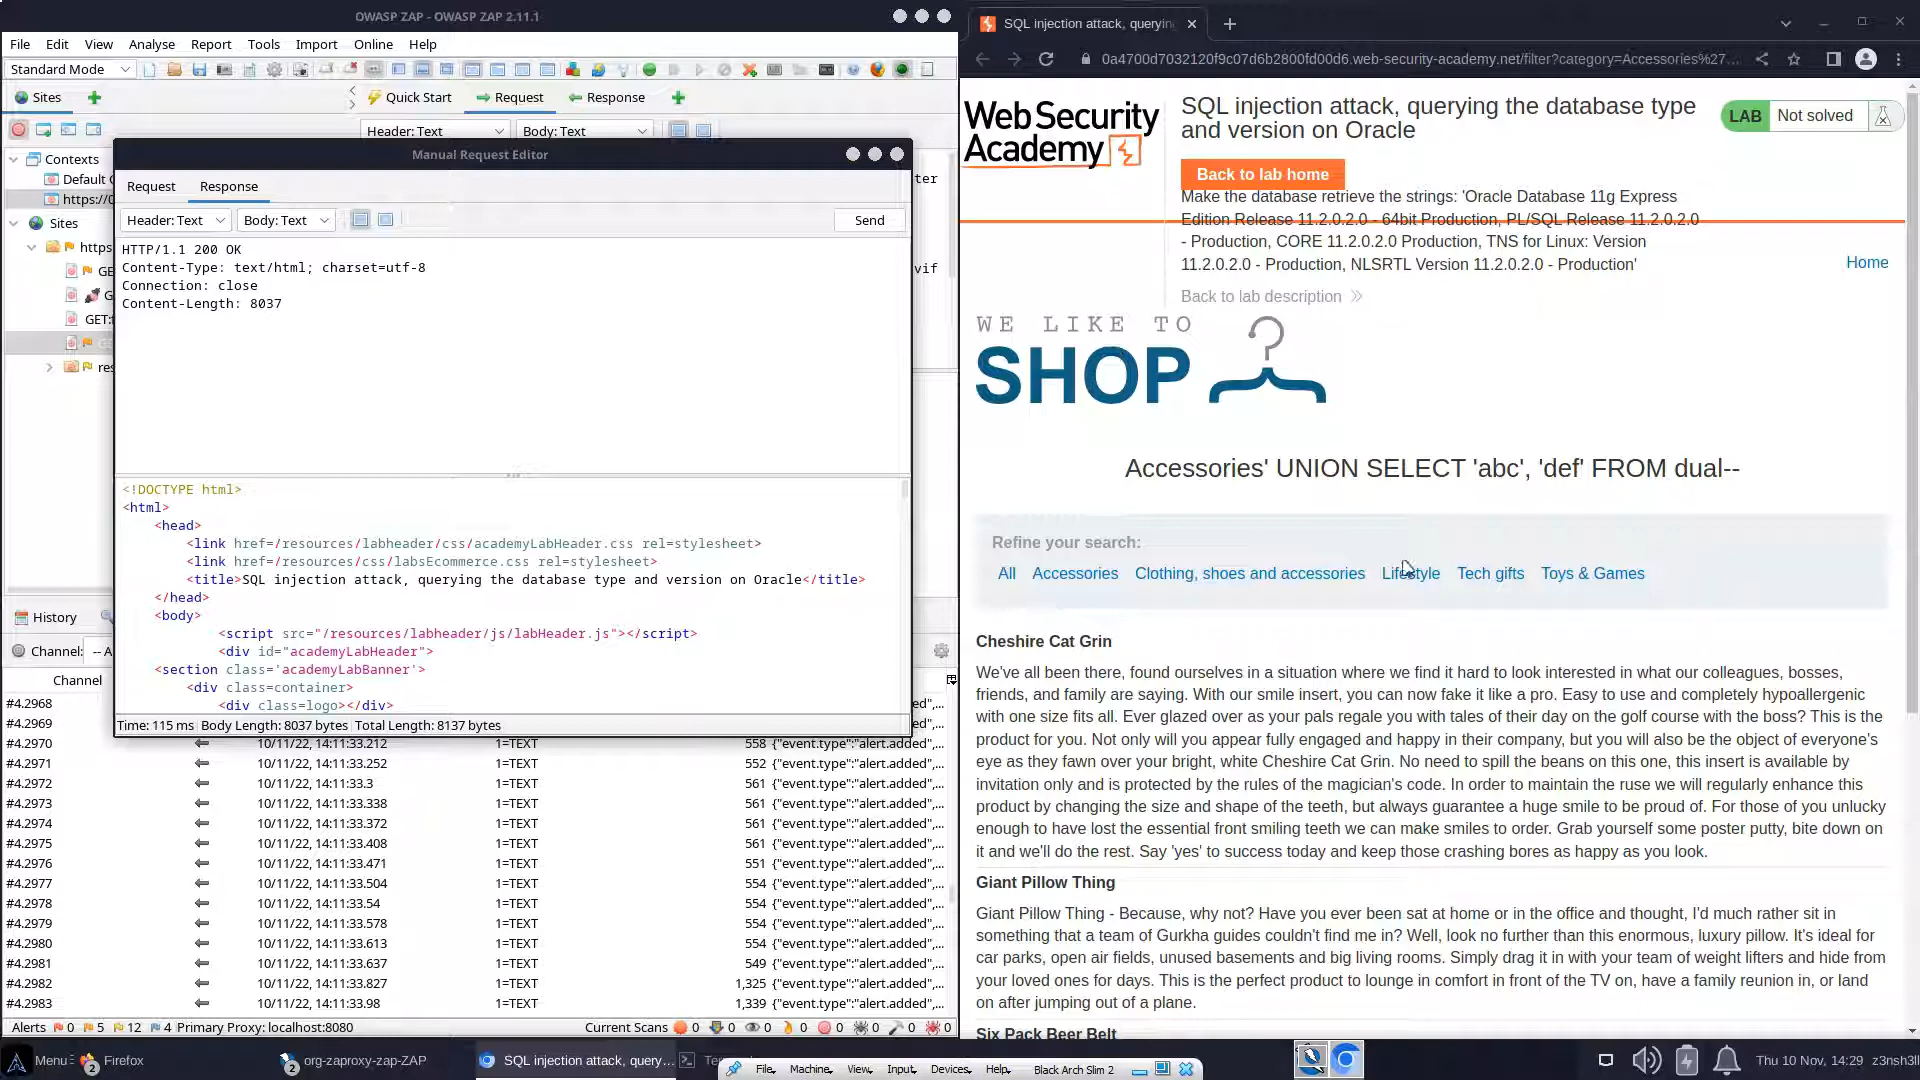 OWASP ZAP - OWASP ZAP 2.11.1
File Edit View Analyse Report Tools Import Online Help
Standard Mode
Sites
Quick Start Request Response
Header: Text Body: Text
Contexts
Default
https://
Sites
https
GE
G
GET:
res
ter
vif
Manual Request Editor
Request Response
Header: Text Body: Text Send
HTTP/1.1 200 OK
Content-Type: text/html; charset=utf-8
Connection: close
Content-Length: 8037
<!DOCTYPE html>
<html>
<head>
<link href=/resources/labheader/css/academyLabHeader.css rel=stylesheet>
<link href=/resources/css/labsEcommerce.css rel=stylesheet>
<title>SQL injection attack, querying the database type and version on Oracle</title>
</head>
<body>
<script src="/resources/labheader/js/labHeader.js"></script>
<div id="academyLabHeader">
<section class='academyLabBanner'>
<div class=container>
<div class=logo></div>
Time: 115 ms Body Length: 8037 bytes Total Length: 8137 bytes
History
Channel: -- A
Channel
#4.2968
#4.2969
#4.2970 10/11/22, 14:11:33.212 1=TEXT 558 {"event.type":"alert.added",...
#4.2971 10/11/22, 14:11:33.252 1=TEXT 552 {"event.type":"alert.added",...
#4.2972 10/11/22, 14:11:33.3 1=TEXT 561 {"event.type":"alert.added",...
#4.2973 10/11/22, 14:11:33.338 1=TEXT 561 {"event.type":"alert.added",...
#4.2974 10/11/22, 14:11:33.372 1=TEXT 561 {"event.type":"alert.added",...
#4.2975 10/11/22, 14:11:33.408 1=TEXT 561 {"event.type":"alert.added",...
#4.2976 10/11/22, 14:11:33.471 1=TEXT 551 {"event.type":"alert.added",...
#4.2977 10/11/22, 14:11:33.504 1=TEXT 554 {"event.type":"alert.added",...
#4.2978 10/11/22, 14:11:33.54 1=TEXT 554 {"event.type":"alert.added",...
#4.2979 10/11/22, 14:11:33.578 1=TEXT 554 {"event.type":"alert.added",...
#4.2980 10/11/22, 14:11:33.613 1=TEXT 554 {"event.type":"alert.added",...
#4.2981 10/11/22, 14:11:33.637 1=TEXT 549 {"event.type":"alert.added",...
#4.2982 10/11/22, 14:11:33.827 1=TEXT 1,325 {"event.type":"alert.added",...
#4.2983 10/11/22, 14:11:33.98 1=TEXT 1,339 {"event.type":"alert.added",...
Alerts 0 5 12 4 Primary Proxy: localhost:8080 Current Scans 0 0 0 0 0 0 0 0
SQL injection attack, queryin
0a4700d7032120f9c07d6b2800fd00d6.web-security-academy.net/filter?category=Accessories%27...
Web Security
Academy
SQL injection attack, querying the database type
and version on Oracle
LAB Not solved
Back to lab home
Make the database retrieve the strings: 'Oracle Database 11g Express
Edition Release 11.2.0.2.0 - 64bit Production, PL/SQL Release 11.2.0.2.0
- Production, CORE 11.2.0.2.0 Production, TNS for Linux: Version
11.2.0.2.0 - Production, NLSRTL Version 11.2.0.2.0 - Production'
Home
Back to lab description
WE LIKE TO
SHOP
Accessories' UNION SELECT 'abc', 'def' FROM dual--
Refine your search:
All Accessories Clothing, shoes and accessories Lifestyle Tech gifts Toys & Games
Cheshire Cat Grin
We've all been there, found ourselves in a situation where we find it hard to look interested in what our colleagues, bosses,
friends, and family are saying. With our smile insert, you can now fake it like a pro. Easy to use and completely hypoallergenic
with one size fits all. Ever glazed over as your pals regale you with tales of their day on the golf course with the boss? This is the
product for you. Not only will you appear fully engaged and happy in their company, but you will also be the object of everyone's
eye as they fawn over your bright, white Cheshire Cat Grin. No need to spill the beans on this one, this insert is available by
invitation only and is protected by the rules of the magician's code. In order to maintain the ruse we will regularly enhance this
product by changing the size and shape of the teeth, but always guarantee a huge smile to be proud of. For those of you unlucky
enough to have lost the essential front smiling teeth we can make smiles to order. Grab yourself some poster putty, bite down on
it and we'll do the rest. Say 'yes' to success today and keep those crashing bores as happy as you look.
Giant Pillow Thing
Giant Pillow Thing - Because, why not? Have you ever been sat at home or in the office and thought, I'd much rather sit in
something that a team of Gurkha guides couldn't find me in? Well, look no further than this enormous, luxury pillow. It's ideal for
car parks, open air fields, unused basements and big living rooms. Simply drag it in with your team of weight lifters and hide from
your loved ones for days. This is the perfect product to lounge in comfort in front of the TV on, have a family reunion in, or land
on after jumping out of a plane.
Six Pack Beer Belt
Menu 2 Firefox 2 org-zaproxy-zap-ZAP SQL injection attack, query... Te
File Machine View Input Devices Help Black Arch Slim 2
Thu 10 Nov, 14:29 z3nsh3ll